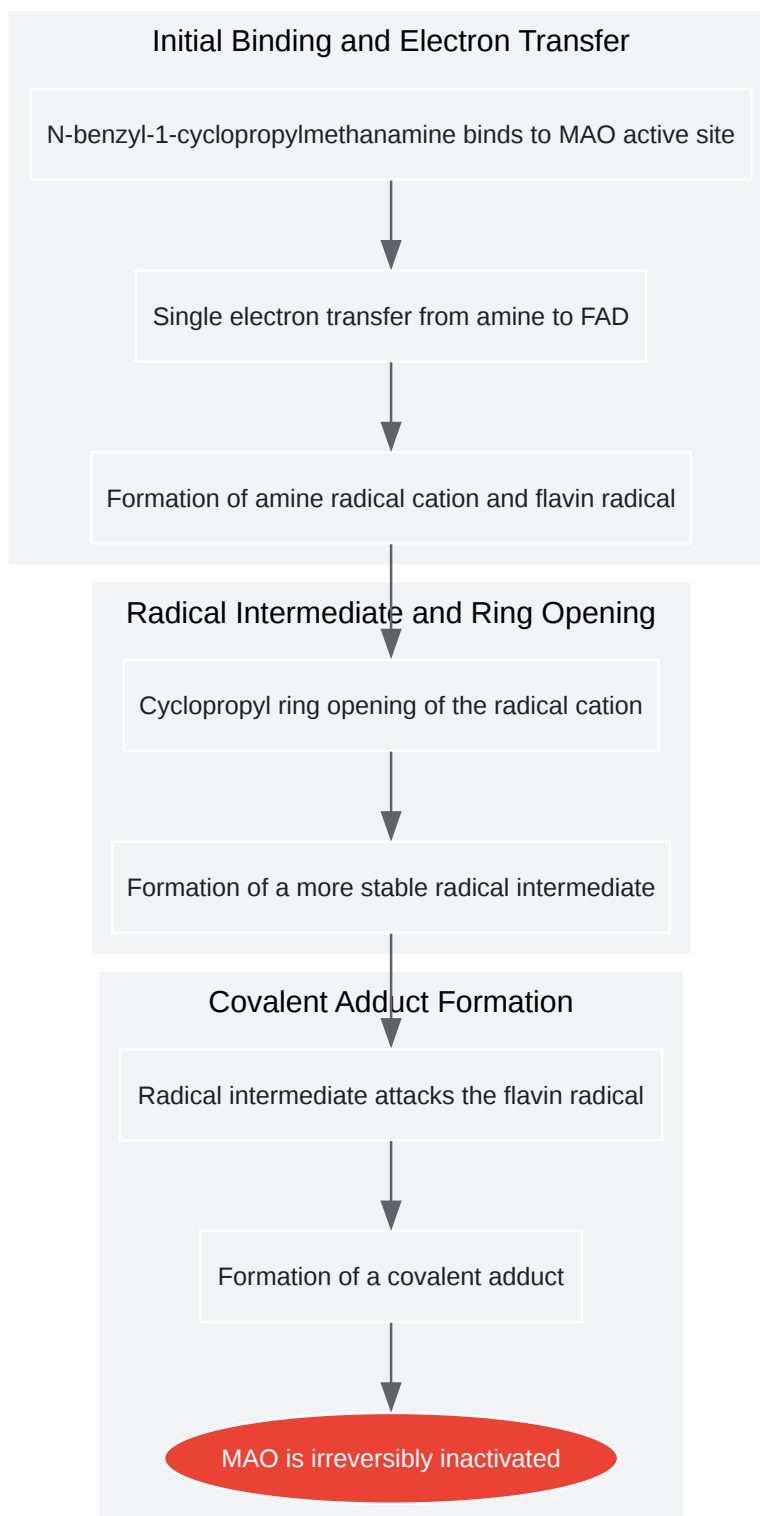 Initial Binding and Electron Transfer
N-benzyl-1-cyclopropylmethanamine binds to MAO active site
Single electron transfer from amine to FAD
Formation of amine radical cation and flavin radical
Radical Intermediate and Ring Opening
Cyclopropyl ring opening of the radical cation
Formation of a more stable radical intermediate
Covalent Adduct Formation
Radical intermediate attacks the flavin radical
Formation of a covalent adduct
MAO is irreversibly inactivated